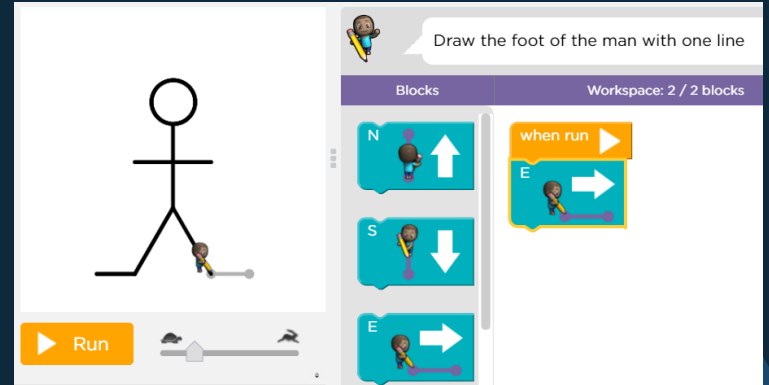 Draw the foot of the man with one line
Blocks
Workspace: 2 / 2 blocks
N
when run
E
S
E
Run